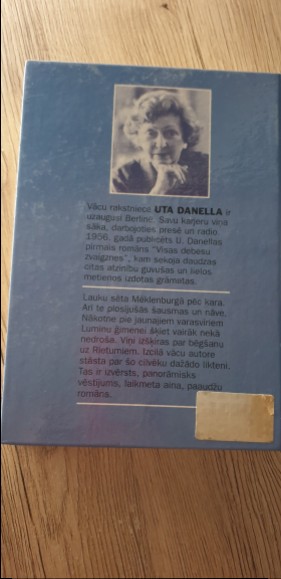 Vācu rakstniece UTA DANELLA ir
uzaugusi Berlīnē. Savu karjeru viņa
sāka, darbojoties presē un radio.
1956. gadā publicēts U. Danellas
pirmais romāns "Visas debesu
zvaigznes", kam sekoja daudzas
citas atzinību guvušas un lielos
metienos izdotas grāmatas.
Lauku sēta Mēklenburgā pēc kara.
Arī te plosījušās šausmas un nāve.
Nākotne pie jaunajiem varasvīriem
Luminu ģimenei šķiet vairāk nekā
nedroša. Viņi izšķiras par bēgšanu
uz Rietumiem. Izcilā vācu autore
stāsta par šo cilvēku dažādo likteni.
Tas ir izvērsts, panorāmisks
vēstījums, laikmeta aina, paaudžu
romāns.